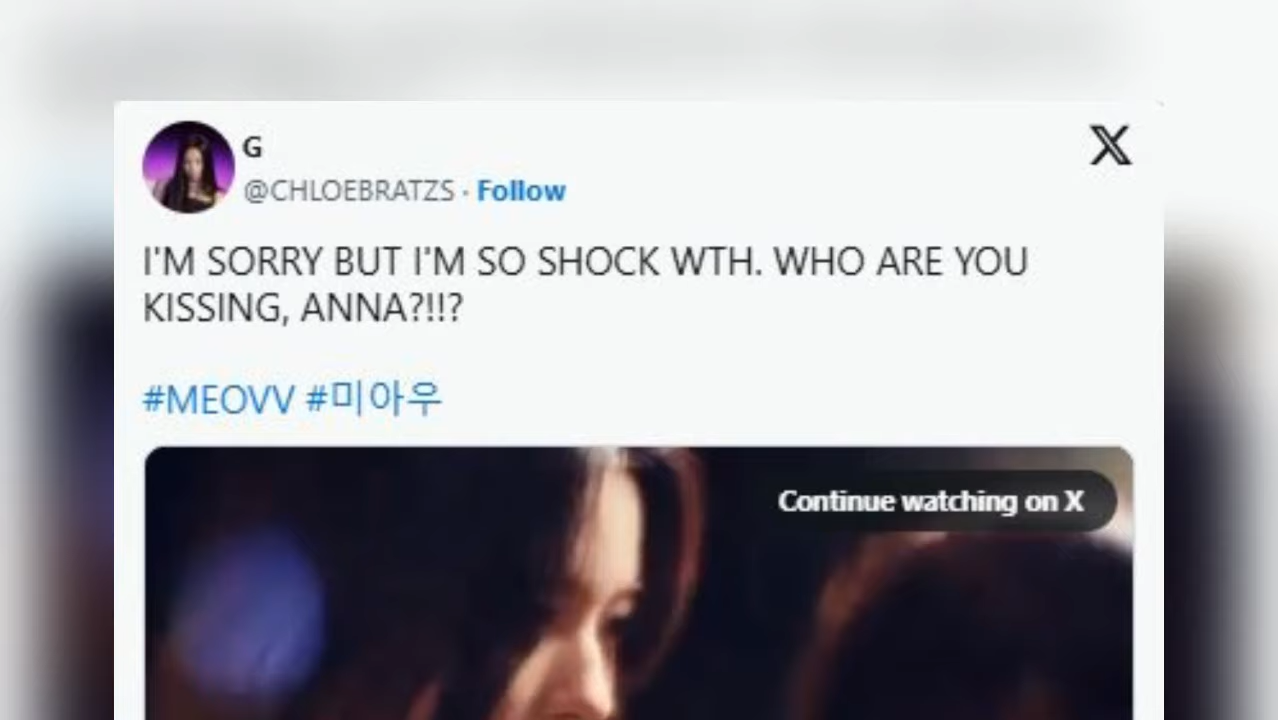 G
@CHLOEBRATZS · Follow
I'M SORRY BUT I'M SO SHOCK WTH. WHO ARE YOU
KISSING, ANNA?!!?
#MEOVV #미아우
Continue watching on X